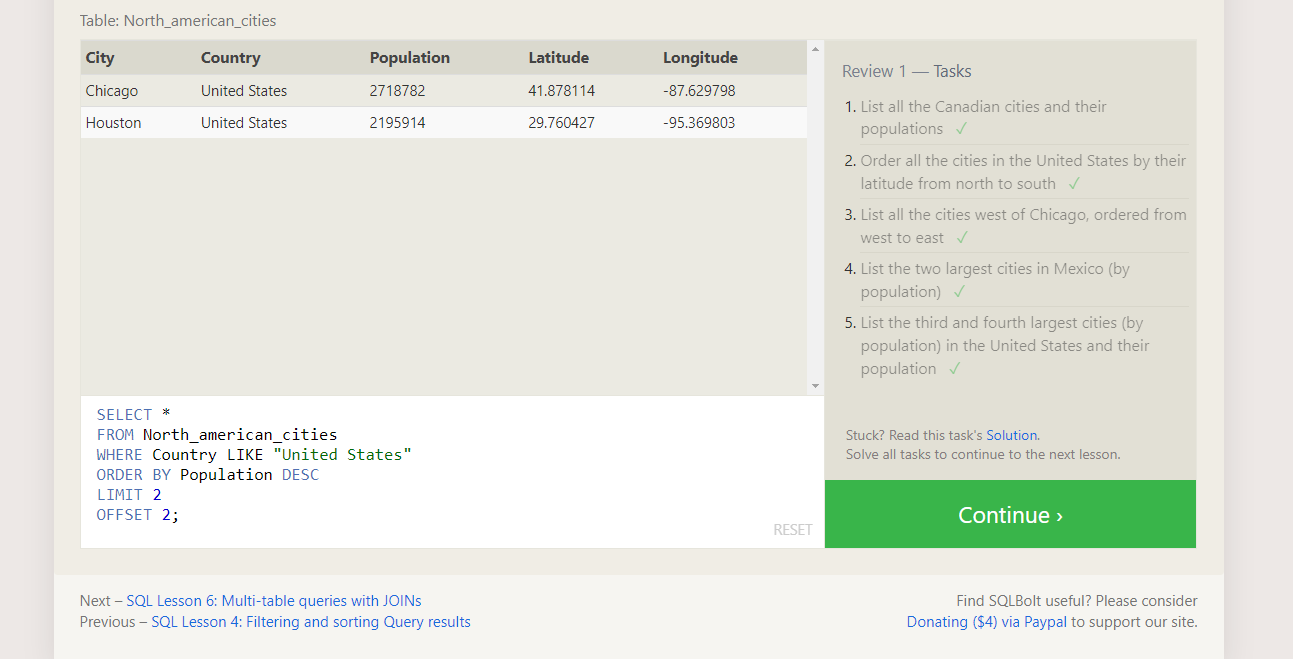 Table: North_american_cities
City Country Population Latitude Longitude
Chicago United States 2718782 41.878114 -87.629798
Houston United States 2195914 29.760427 -95.369803
SELECT *
FROM North_american_cities
WHERE Country LIKE "United States"
ORDER BY Population DESC
LIMIT 2
OFFSET 2;
RESET
Review 1 — Tasks
1. List all the Canadian cities and their
populations ✓
2. Order all the cities in the United States by their
latitude from north to south ✓
3. List all the cities west of Chicago, ordered from
west to east ✓
4. List the two largest cities in Mexico (by
population) ✓
5. List the third and fourth largest cities (by
population) in the United States and their
population ✓
Stuck? Read this task's Solution.
Solve all tasks to continue to the next lesson.
Continue ›
Next – SQL Lesson 6: Multi-table queries with JOINs
Previous – SQL Lesson 4: Filtering and sorting Query results
Find SQLBolt useful? Please consider
Donating ($4) via Paypal to support our site.